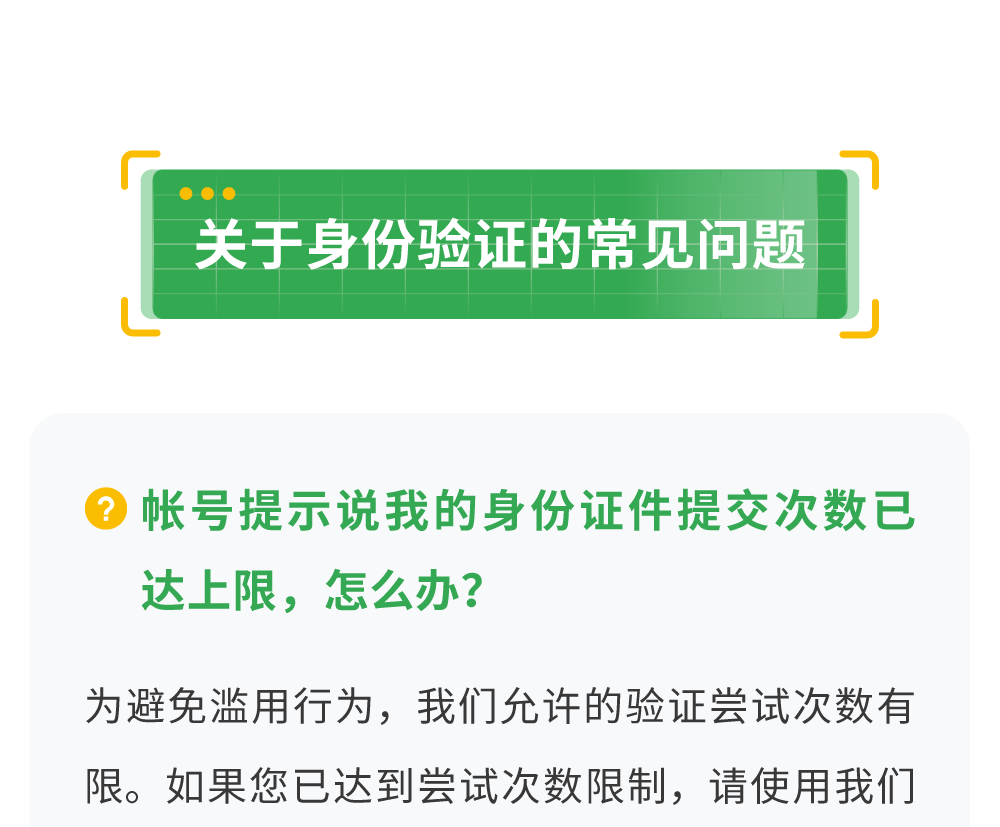 关于身份验证的常见问题
?帐号提示说我的身份证件提交次数已
达上限，怎么办？
为避免滥用行为，我们允许的验证尝试次数有
限。如果您已达到尝试次数限制，请使用我们